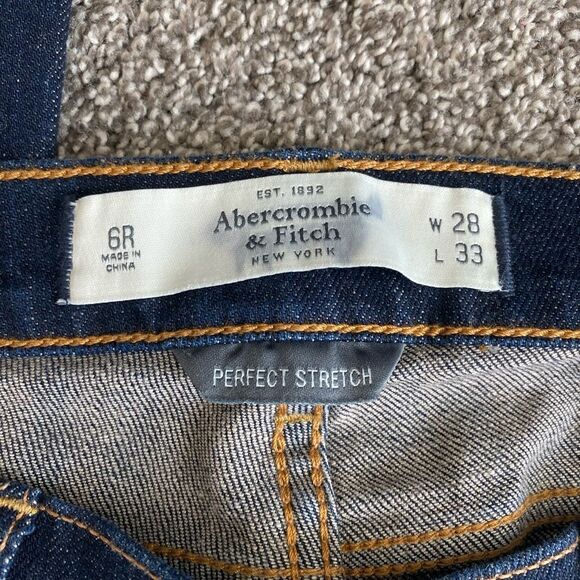 6R
MADE IN
CHINA
EST. 1892
Abercrombie
& Fitch
NEW YORK
W 28
L 33
PERFECT STRETCH